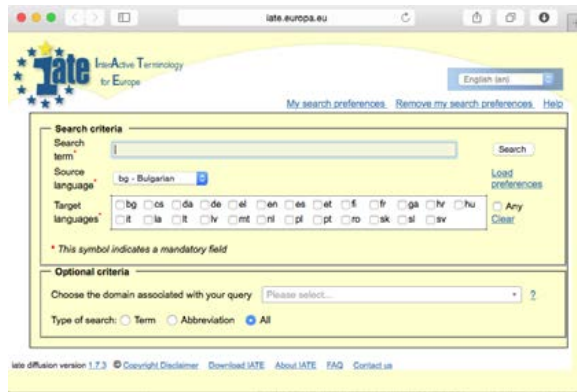 iate.europa.eu
iate InterActive Terminology
for Europe
English (en)
My search preferences Remove my search preferences Help
Search criteria
Search term*
Search
Source language*
bg - Bulgarian
Load preferences
Target languages*
bg cs da de el en es et fi fr ga hr hu
it la lt lv mt nl pl pt ro sk sl sv
Any
Clear
* This symbol indicates a mandatory field
Optional criteria
Choose the domain associated with your query Please select... ?
Type of search: Term Abbreviation All
iate diffusion version 1.7.3 © Copyright Disclaimer Download IATE About IATE FAQ Contact us